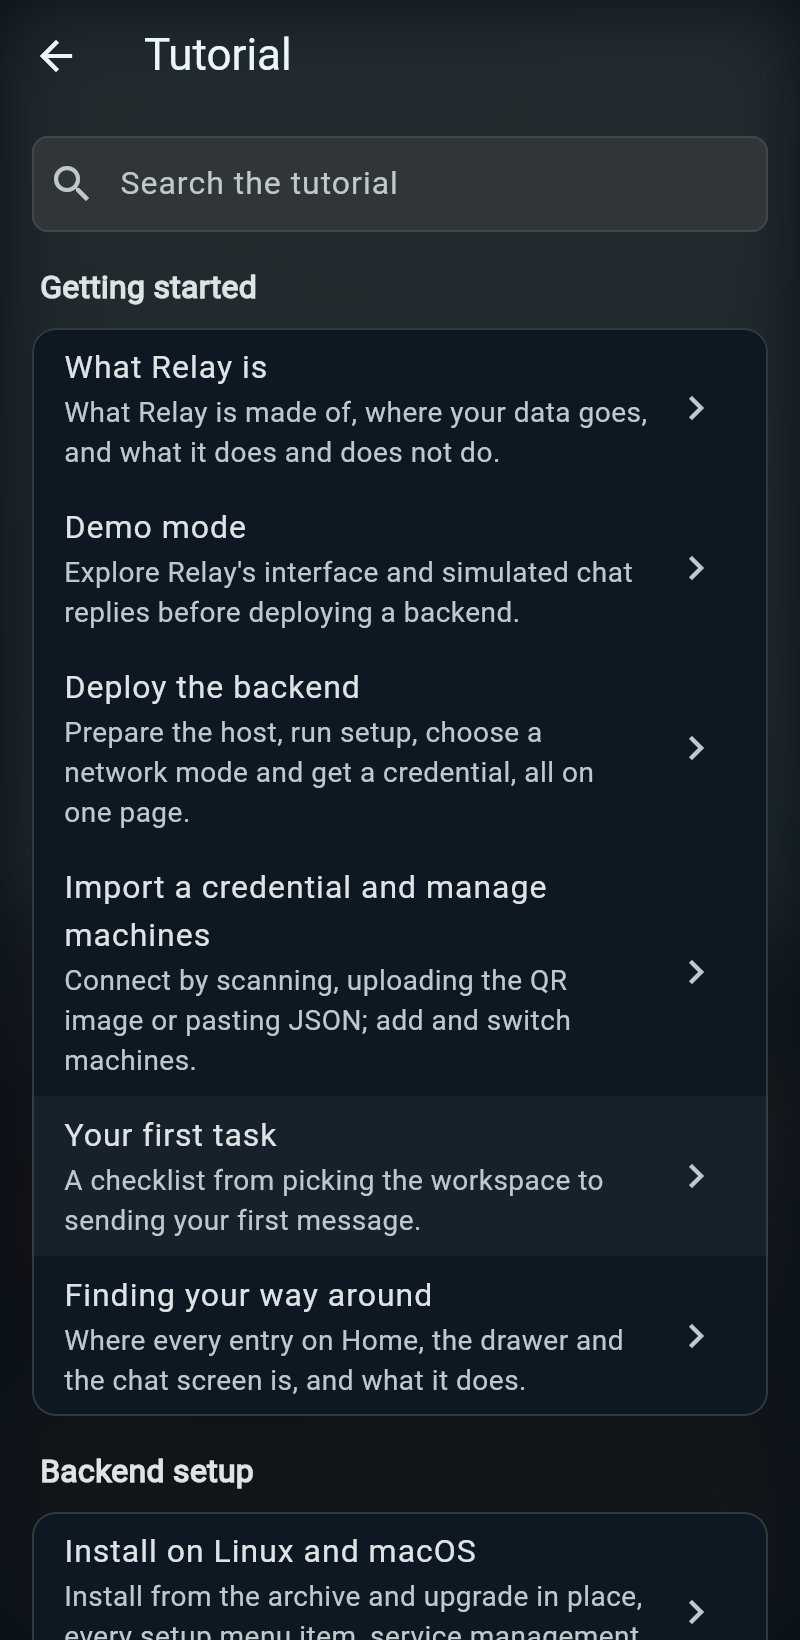 Tutorial
Search the tutorial
Getting started
What Relay is
What Relay is made of, where your data goes,
and what it does and does not do.
Demo mode
Explore Relay's interface and simulated chat
replies before deploying a backend.
Deploy the backend
Prepare the host, run setup, choose a
network mode and get a credential, all on
one page.
Import a credential and manage
machines
Connect by scanning, uploading the QR
image or pasting JSON; add and switch
machines.
Your first task
A checklist from picking the workspace to
sending your first message.
Finding your way around
Where every entry on Home, the drawer and
the chat screen is, and what it does.
Backend setup
Install on Linux and macOS
Install from the archive and upgrade in place,
every setup menu item, service management